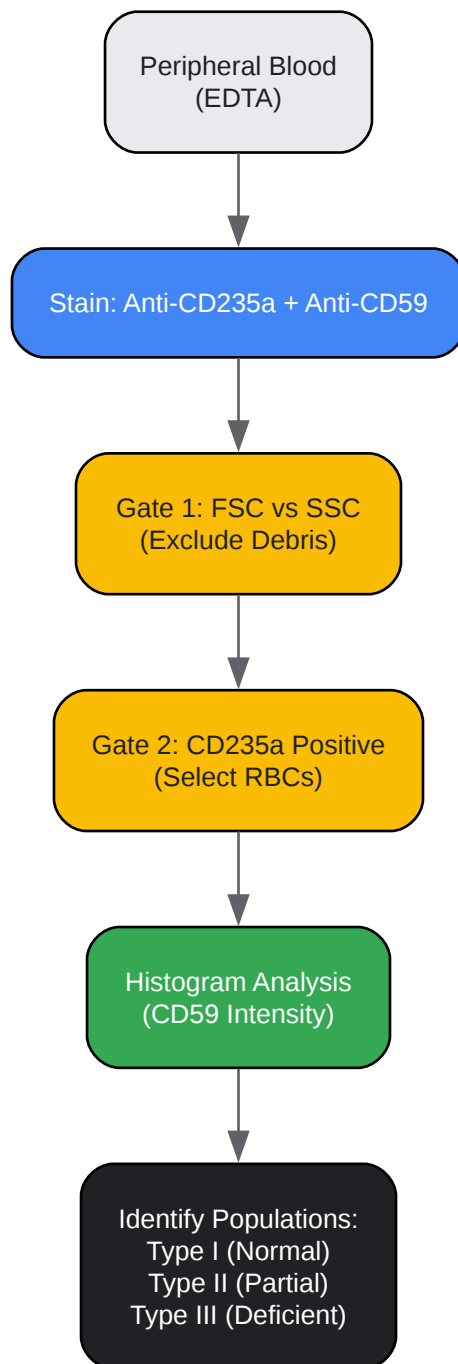 Peripheral Blood
(EDTA)
Stain: Anti-CD235a + Anti-CD59
Gate 1: FSC vs SSC
(Exclude Debris)
Gate 2: CD235a Positive
(Select RBCs)
Histogram Analysis
(CD59 Intensity)
Identify Populations:
Type I (Normal)
Type II (Partial)
Type III (Deficient)